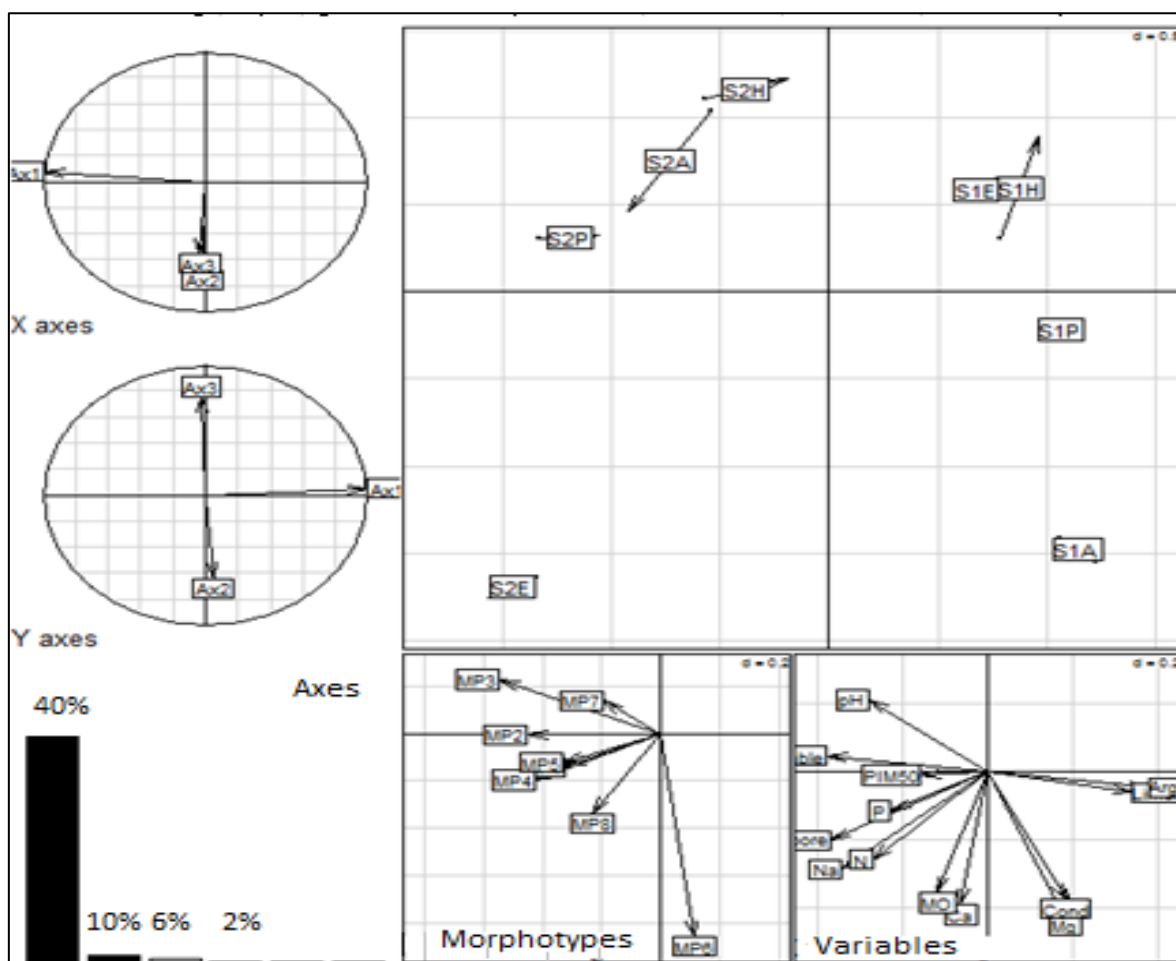 d = 0.5
S2H
S2A
S1E
S1H
S2P
S1P
S1A
S2E
Ax1
Ax3
Ax2
X axes
Ax3
Ax1
Ax2
Y axes
Axes
40%
10% 6% 2%
d = 0.2
MP3
MP7
MP2
MP5
MP4
MP8
MP6
Morphotypes
pH
PIM50
Arg
P
N
Na
MO
Ca
Cond
Mg
Variables